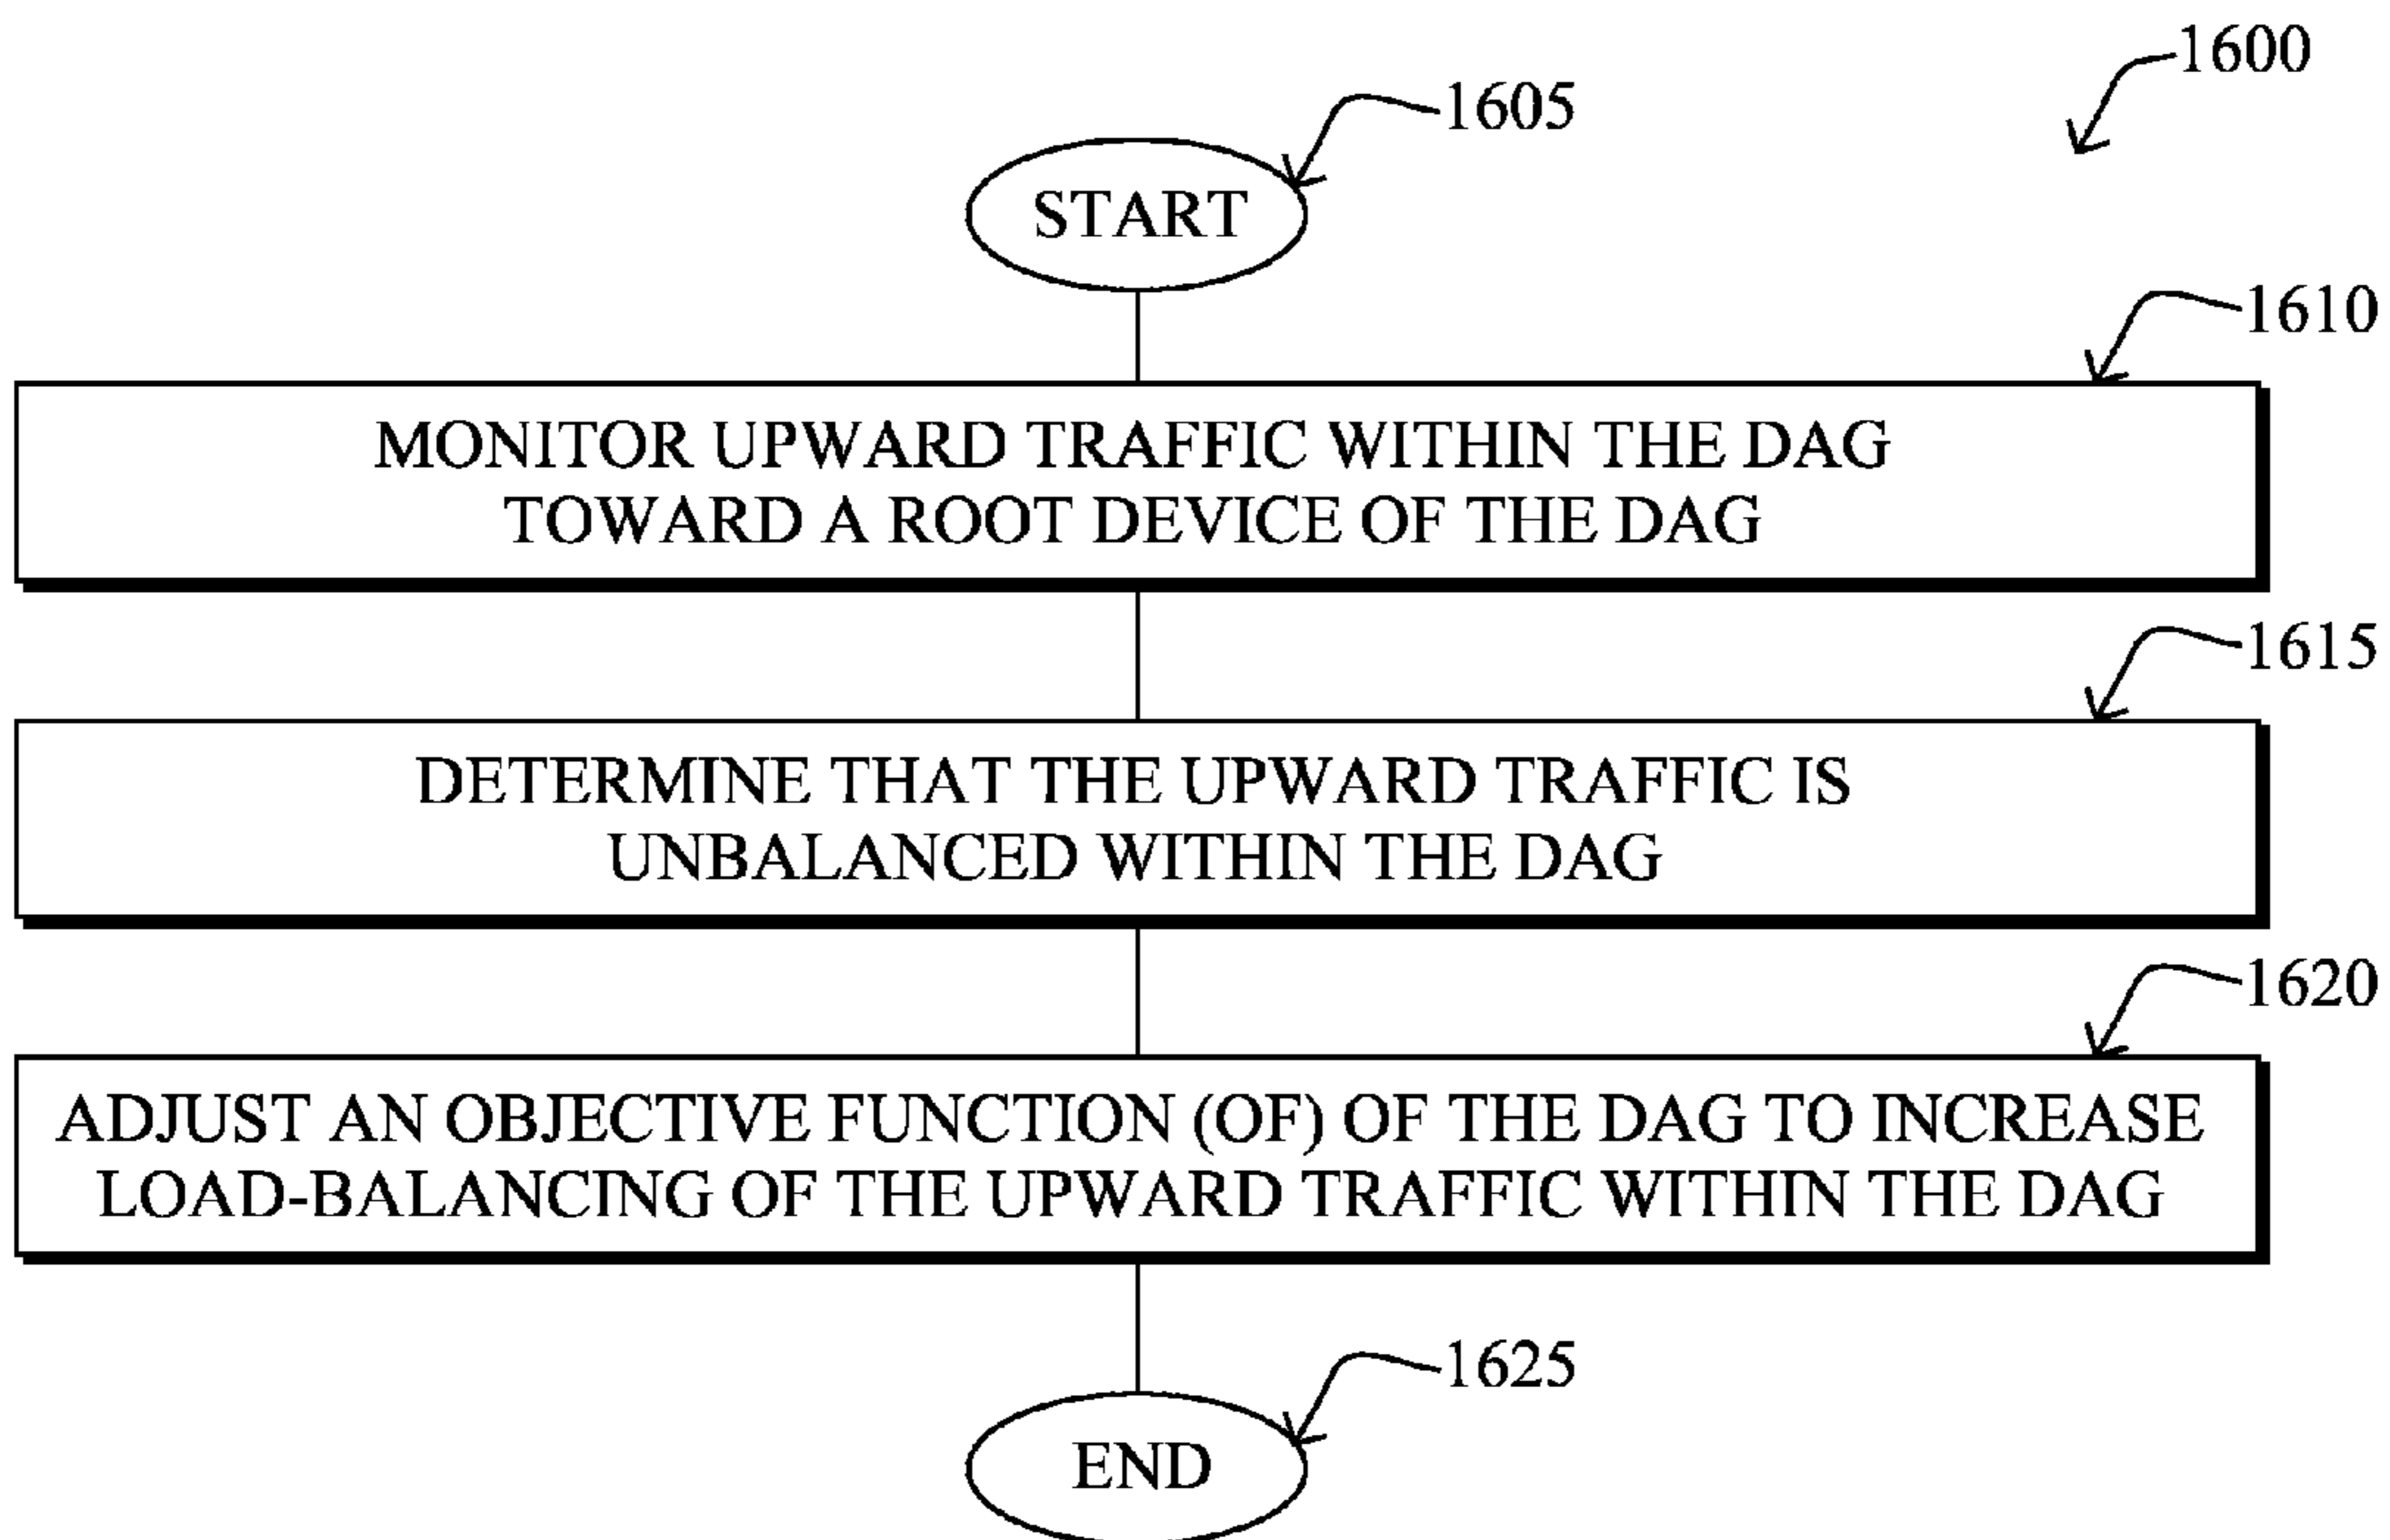 1600
1605
START
1610
MONITOR UPWARD TRAFFIC WITHIN THE DAG
TOWARD A ROOT DEVICE OF THE DAG
1615
DETERMINE THAT THE UPWARD TRAFFIC IS
UNBALANCED WITHIN THE DAG
1620
ADJUST AN OBJECTIVE FUNCTION (OF) OF THE DAG TO INCREASE
LOAD-BALANCING OF THE UPWARD TRAFFIC WITHIN THE DAG
1625
END